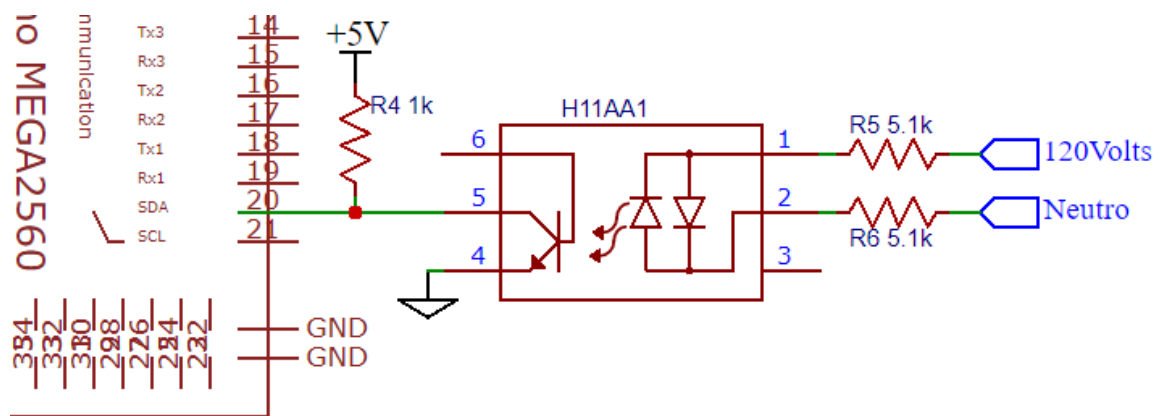 no MEGA2560
mmunication
Tx3
14
Rx3
15
Tx2
16
Rx2
17
Tx1
18
Rx1
19
SDA
20
SCL
21
+5V
R4 1k
H11AA1
6
5
4
1
2
3
R5 5.1k
R6 5.1k
120Volts
Neutro
GND
GND